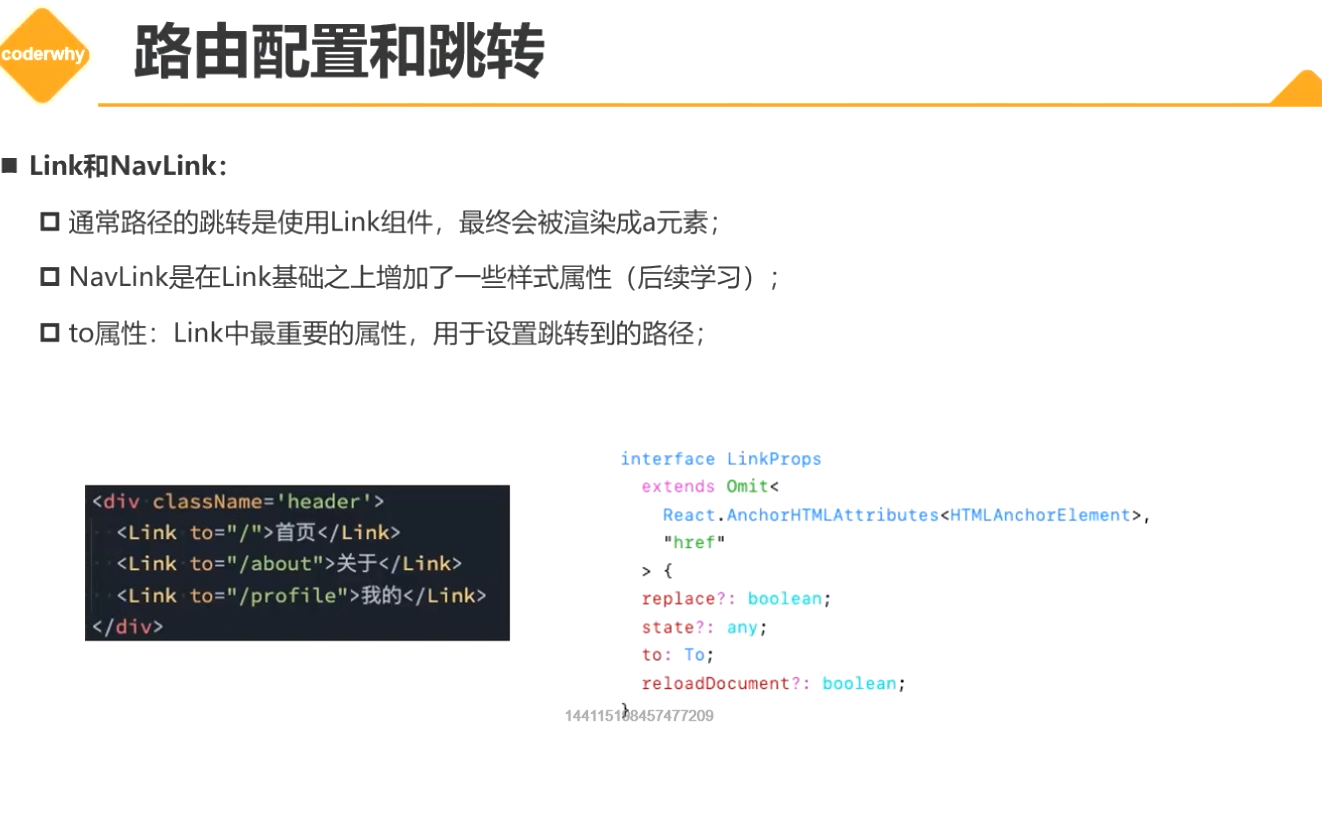 coderwhy
路由配置和跳转
Link和NavLink：
通常路径的跳转是使用Link组件，最终会被渲染成a元素；
NavLink是在Link基础之上增加了一些样式属性（后续学习）；
to属性：Link中最重要的属性，用于设置跳转到的路径；
<div className='header'>
<Link to="/">首页</Link>
<Link to="/about">关于</Link>
<Link to="/profile">我的</Link>
</div>
interface LinkProps
extends Omit<
React.AnchorHTMLAttributes<HTMLAnchorElement>,
"href"
> {
replace?: boolean;
state?: any;
to: To;
reloadDocument?: boolean;
}